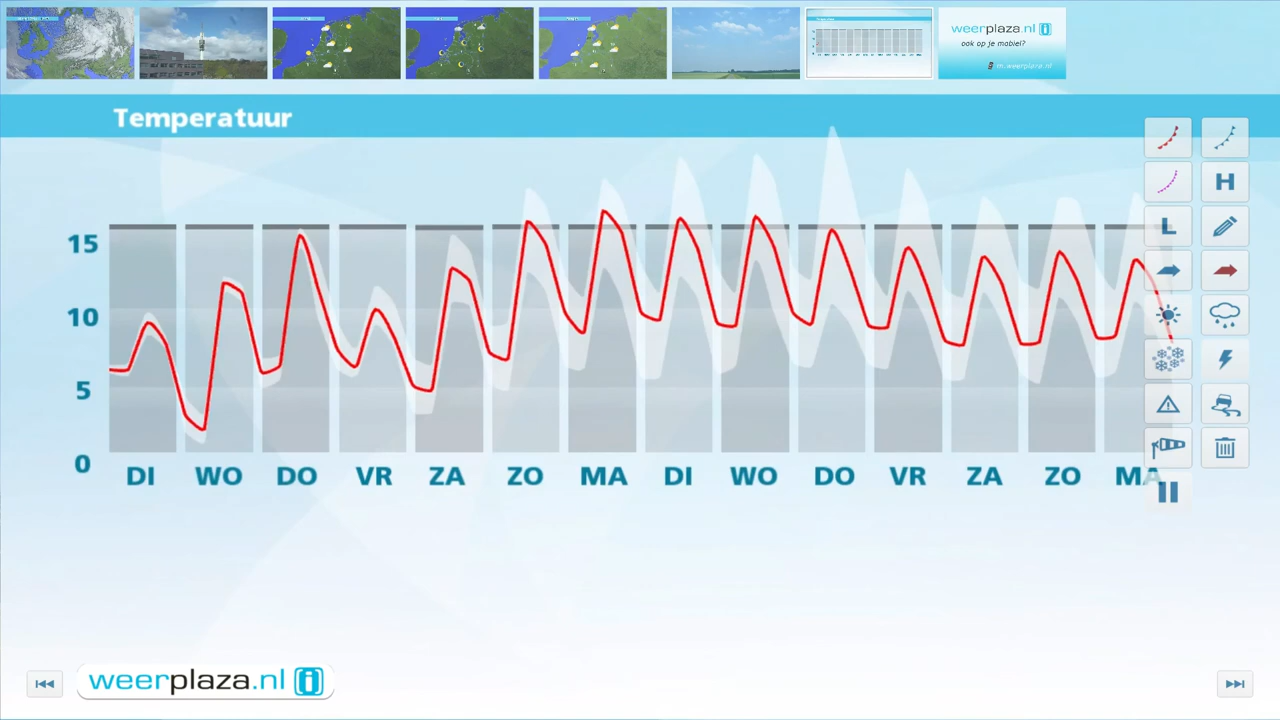 weerplaza.nl i
ook op je mobiel?
m.weerplaza.nl
Temperatuur
H
L
15
10
5
0
DI WO DO VR ZA ZO MA DI WO DO VR ZA ZO MA
weerplaza.nl i